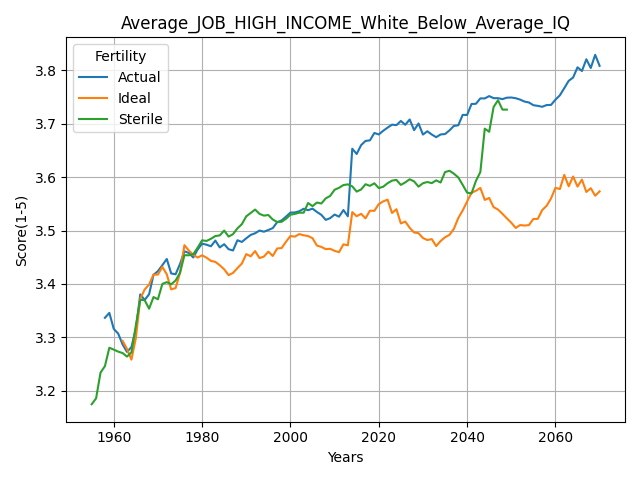 Average_JOB_HIGH_INCOME_White_Below_Average_IQ
Fertility
Actual
Ideal
Sterile
Score(1-5)
3.8
3.7
3.6
3.5
3.4
3.3
3.2
1960 1980 2000 2020 2040 2060
Years